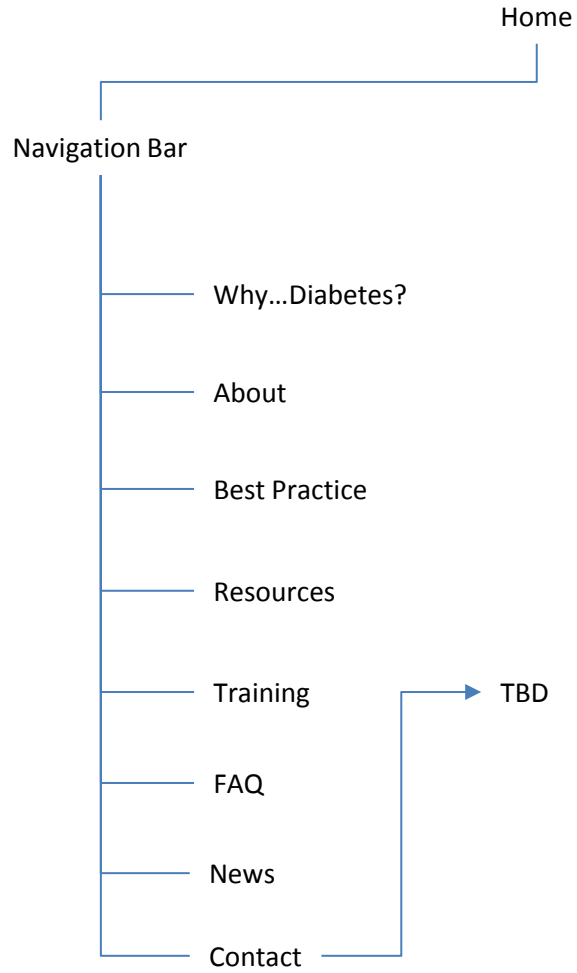 Home
Navigation Bar
Why…Diabetes?
About
Best Practice
Resources
Training
TBD
FAQ
News
Contact